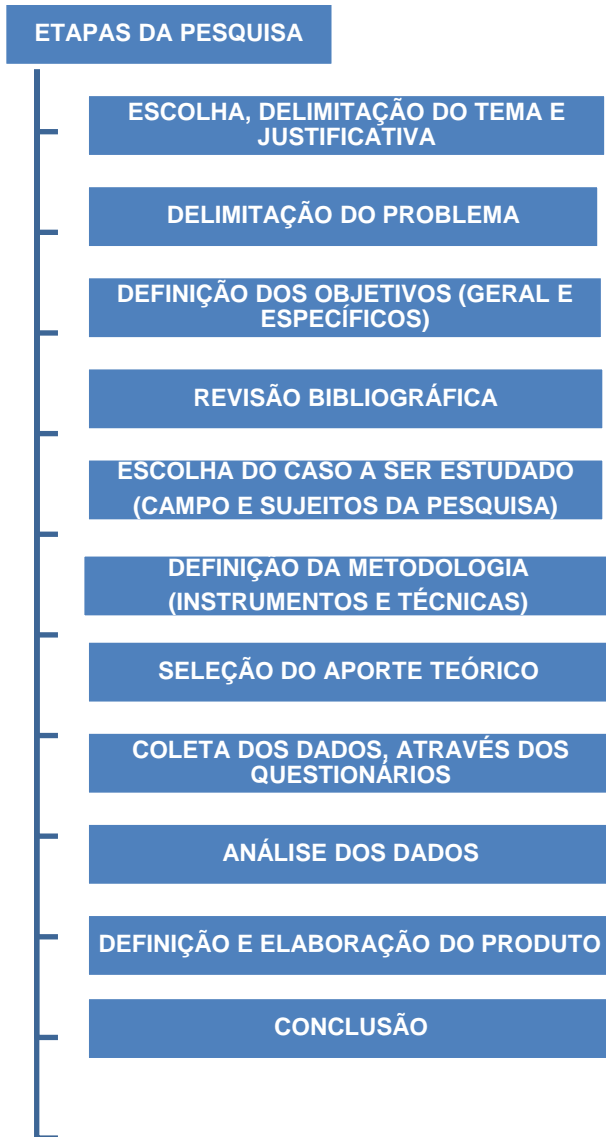 ETAPAS DA PESQUISA
ESCOLHA, DELIMITAÇÃO DO TEMA E
JUSTIFICATIVA
DELIMITAÇÃO DO PROBLEMA
DEFINIÇÃO DOS OBJETIVOS (GERAL E
ESPECÍFICOS)
REVISÃO BIBLIOGRÁFICA
ESCOLHA DO CASO A SER ESTUDADO
(CAMPO E SUJEITOS DA PESQUISA)
DEFINIÇÃO DA METODOLOGIA
(INSTRUMENTOS E TÉCNICAS)
SELEÇÃO DO APORTE TEÓRICO
COLETA DOS DADOS, ATRAVÉS DOS
QUESTIONÁRIOS
ANÁLISE DOS DADOS
DEFINIÇÃO E ELABORAÇÃO DO PRODUTO
CONCLUSÃO